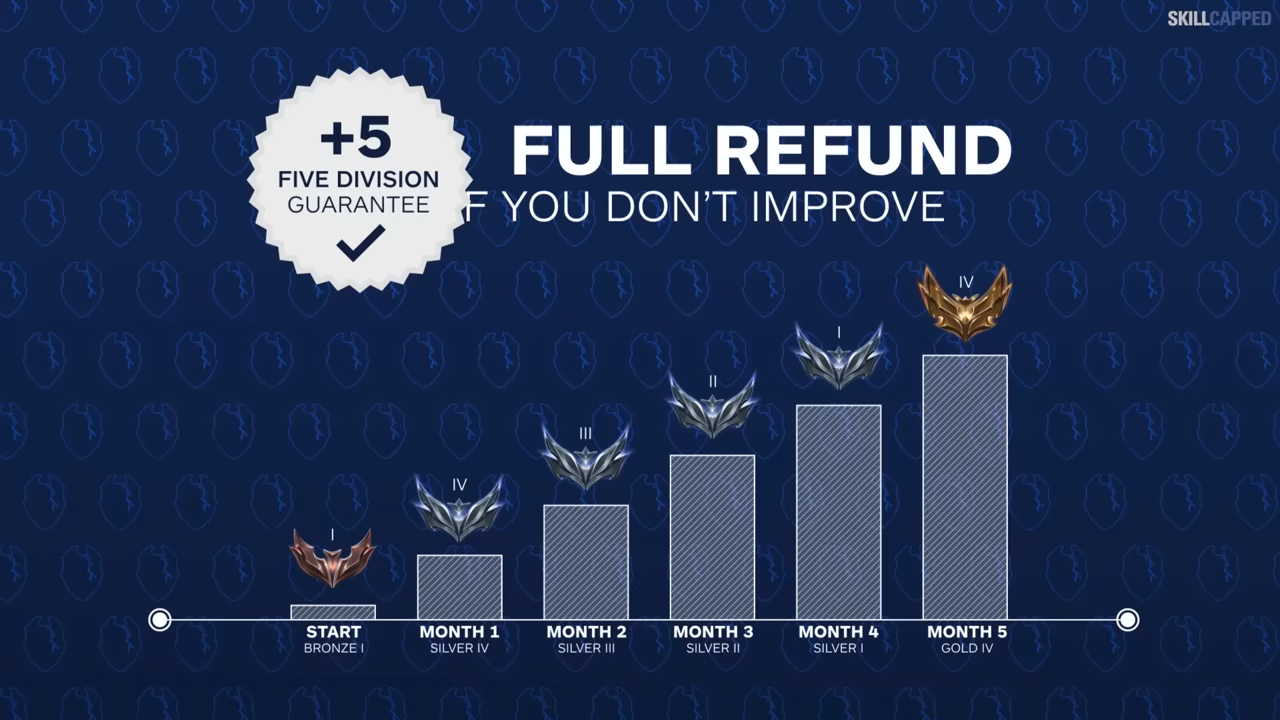 SKILLCAPPED
+5
FIVE DIVISION
GUARANTEE
FULL REFUND
F YOU DON'T IMPROVE
IV
I
II
III
IV
I
START
BRONZE I
MONTH 1
SILVER IV
MONTH 2
SILVER III
MONTH 3
SILVER II
MONTH 4
SILVER I
MONTH 5
GOLD IV